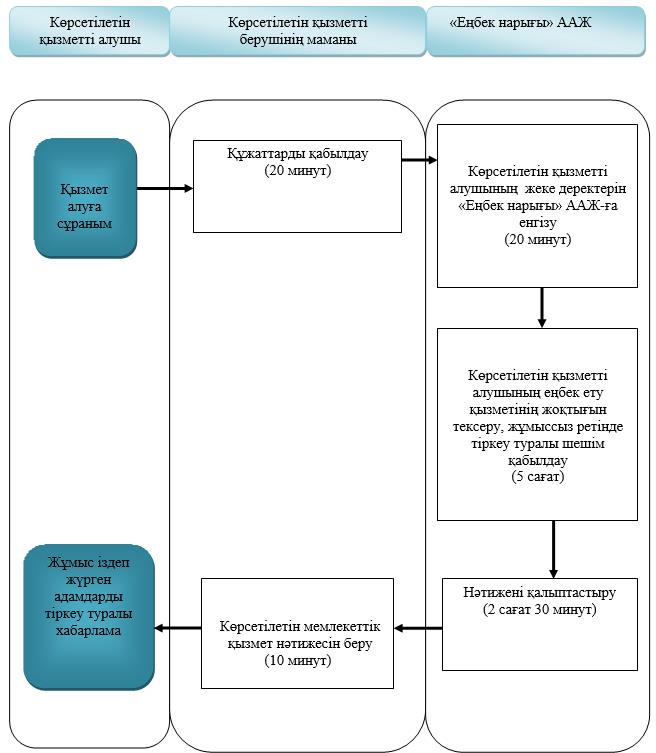 Көрсетілетін
қызметті алушы
Көрсетілетін қызметті
берушінің маманы
«Еңбек нарығы» ААЖ
Қызмет
алуға
сұраным
Құжаттарды қабылдау
(20 минут)
Көрсетілетін қызметті
алушының жеке деректерін
«Еңбек нарығы» ААЖ-ға
енгізу
(20 минут)
Көрсетілетін қызметті
алушының еңбек ету
қызметінің жоқтығын
тексеру, жұмыссыз ретінде
тіркеу туралы шешім
қабылдау
(5 сағат)
Нәтижені қалыптастыру
(2 сағат 30 минут)
Көрсетілетін мемлекеттік
қызмет нәтижесін беру
(10 минут)
Жұмыс іздеп
жүрген
адамдарды
тіркеу туралы
хабарлама